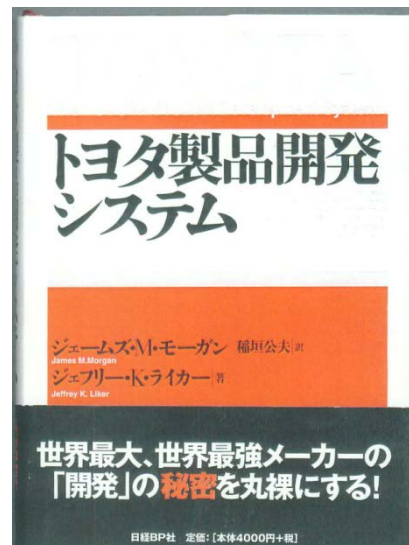 トヨタ製品開発
システム
ジェームズ・M・モーガン 稲垣公夫|訳
James M.Morgan
ジェフリー・K・ライカー|著
Jeffrey K. Liker
世界最大、世界最強メーカーの
「開発」の秘密を丸裸にする!
日経BP社 定価:[本体4000円+税]